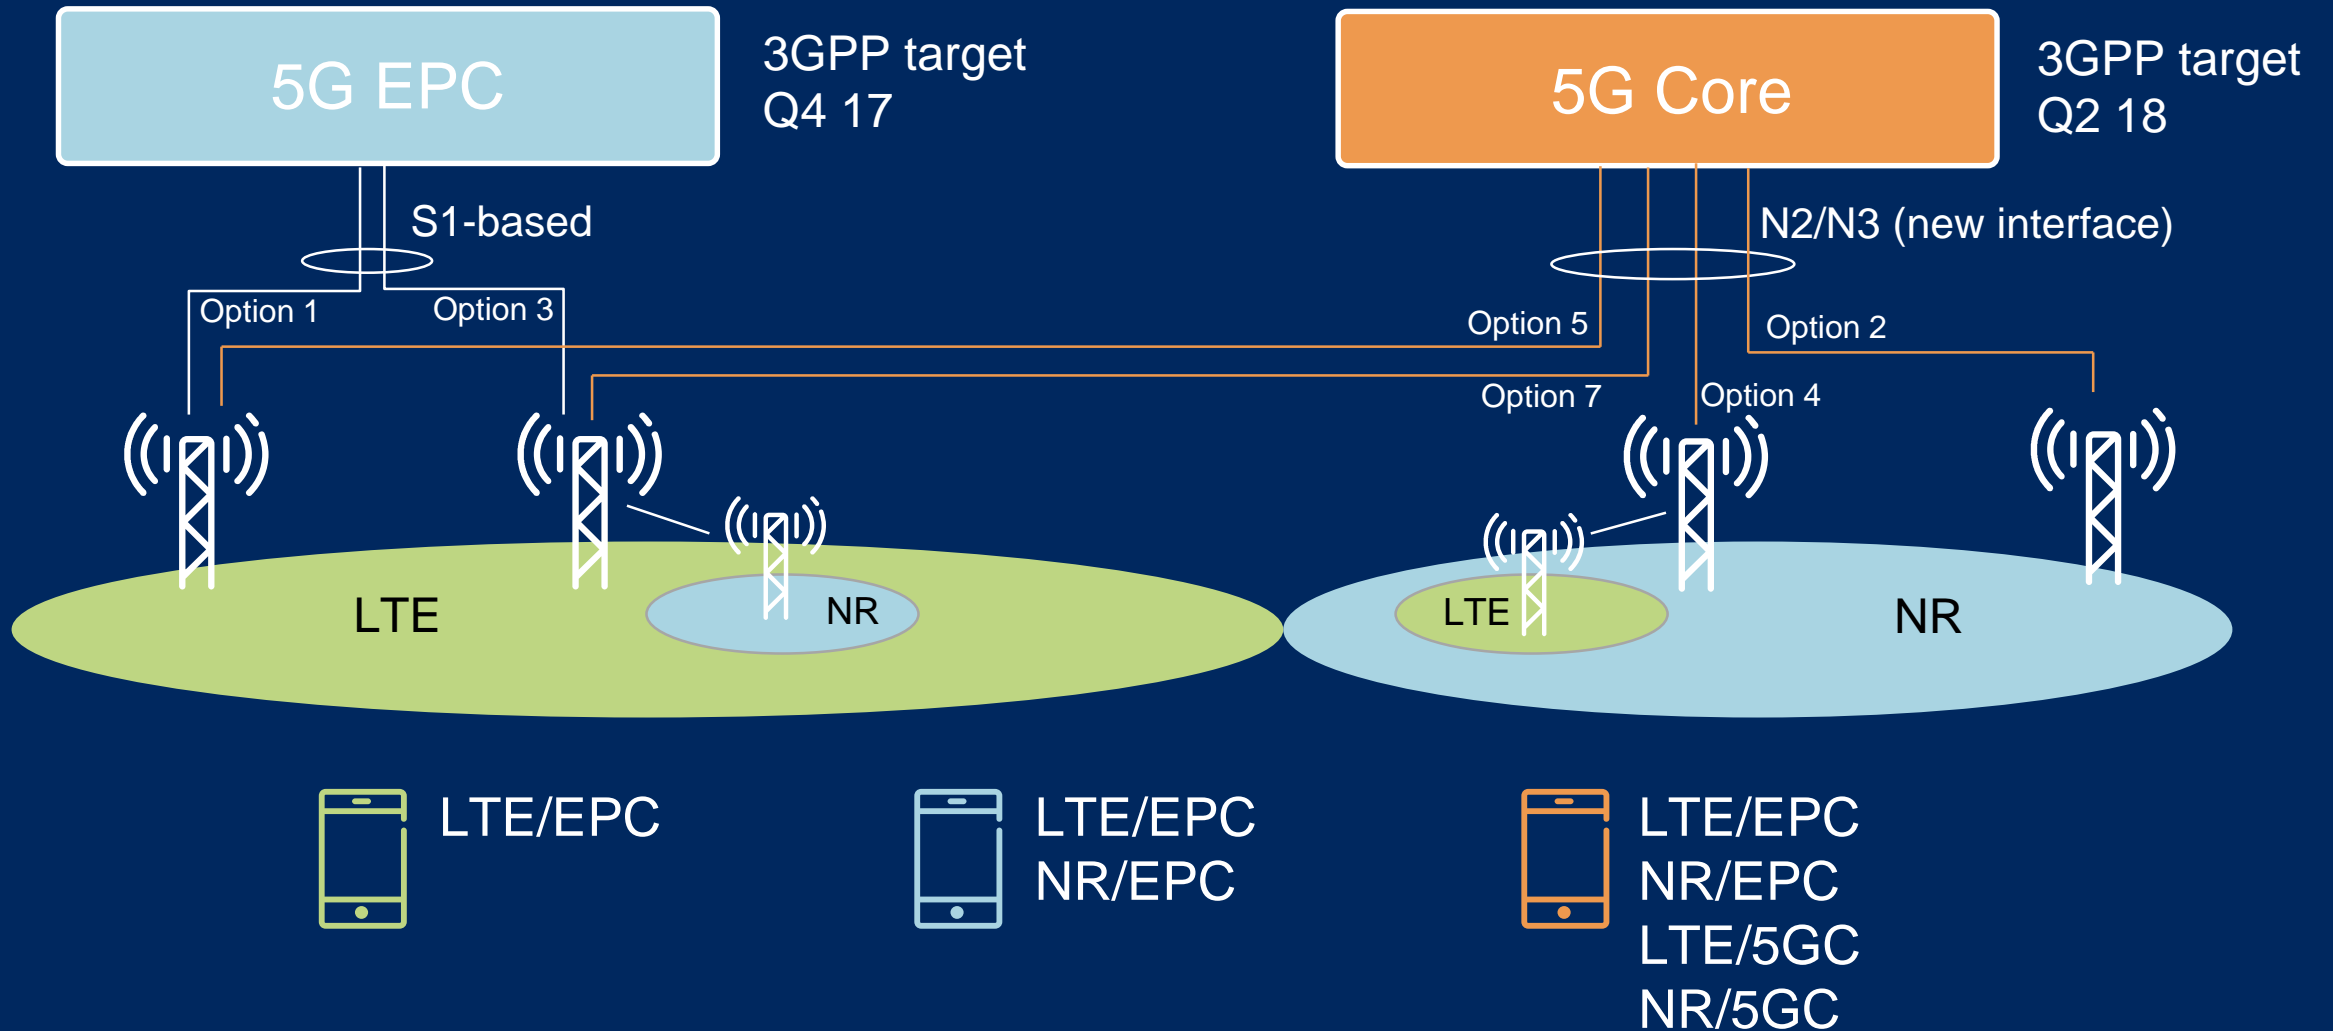 5G EPC
3GPP target
Q4 17
5G Core
3GPP target
Q2 18
S1-based
N2/N3 (new interface)
Option 1
Option 3
Option 5
Option 2
Option 7
Option 4
LTE
NR
LTE
NR
LTE/EPC
LTE/EPC
NR/EPC
LTE/EPC
NR/EPC
LTE/5GC
NR/5GC